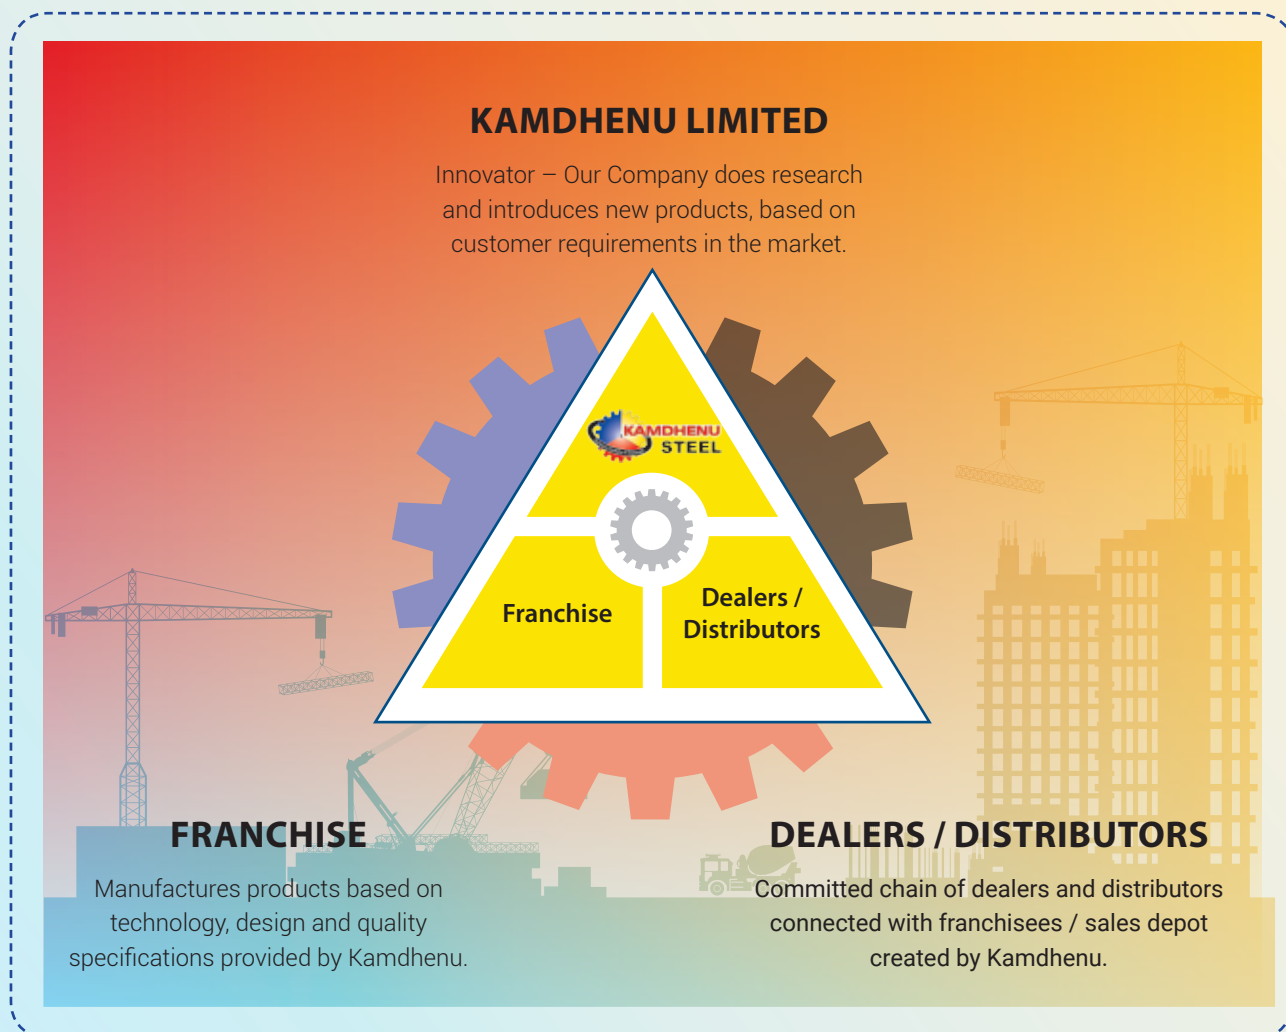 KAMDHENU LIMITED
Innovator – Our Company does research
and introduces new products, based on
customer requirements in the market.
KAMDHENU
STEEL
Franchise
Dealers /
Distributors
FRANCHISE
Manufactures products based on
technology, design and quality
specifications provided by Kamdhenu.
DEALERS / DISTRIBUTORS
Committed chain of dealers and distributors
connected with franchisees / sales depot
created by Kamdhenu.